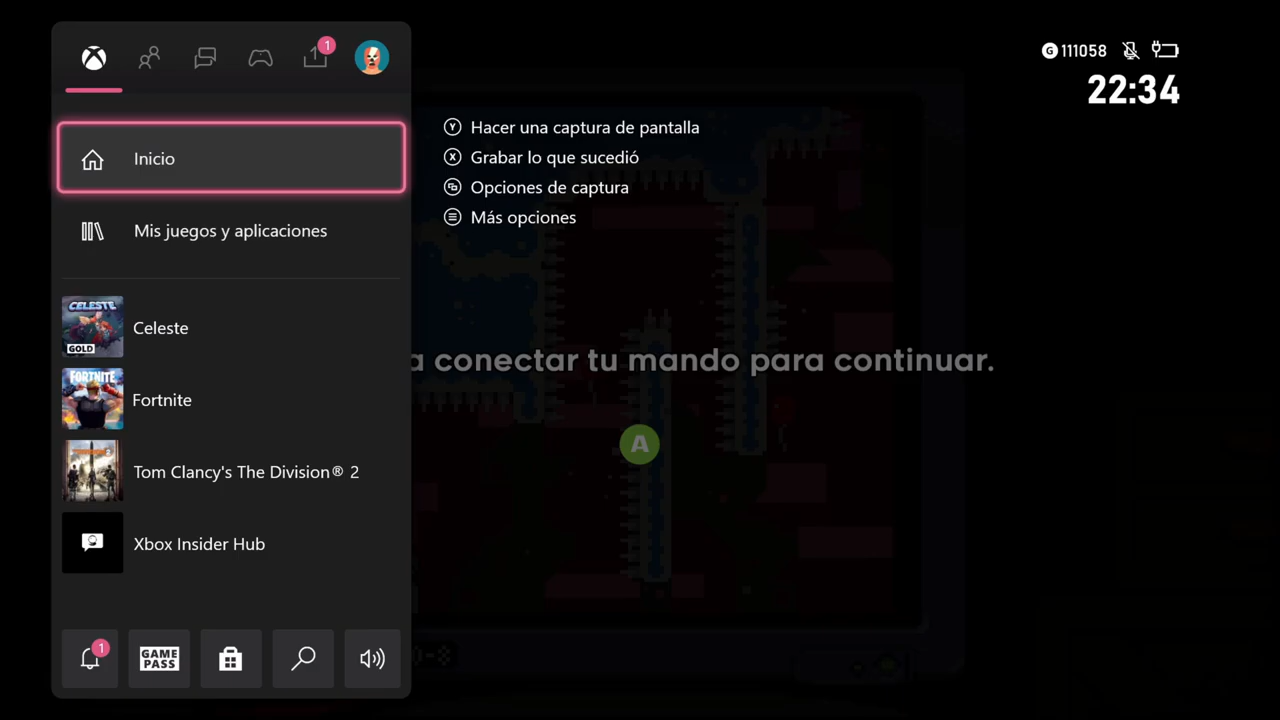 1
G 111058
22:34
Inicio
Mis juegos y aplicaciones
CELESTE
GOLD
Celeste
FORTNITE
Fortnite
Tom Clancy's The Division® 2
Xbox Insider Hub
1
GAME
PASS
Y Hacer una captura de pantalla
X Grabar lo que sucedió
Opciones de captura
Más opciones
a conectar tu mando para continuar.
A